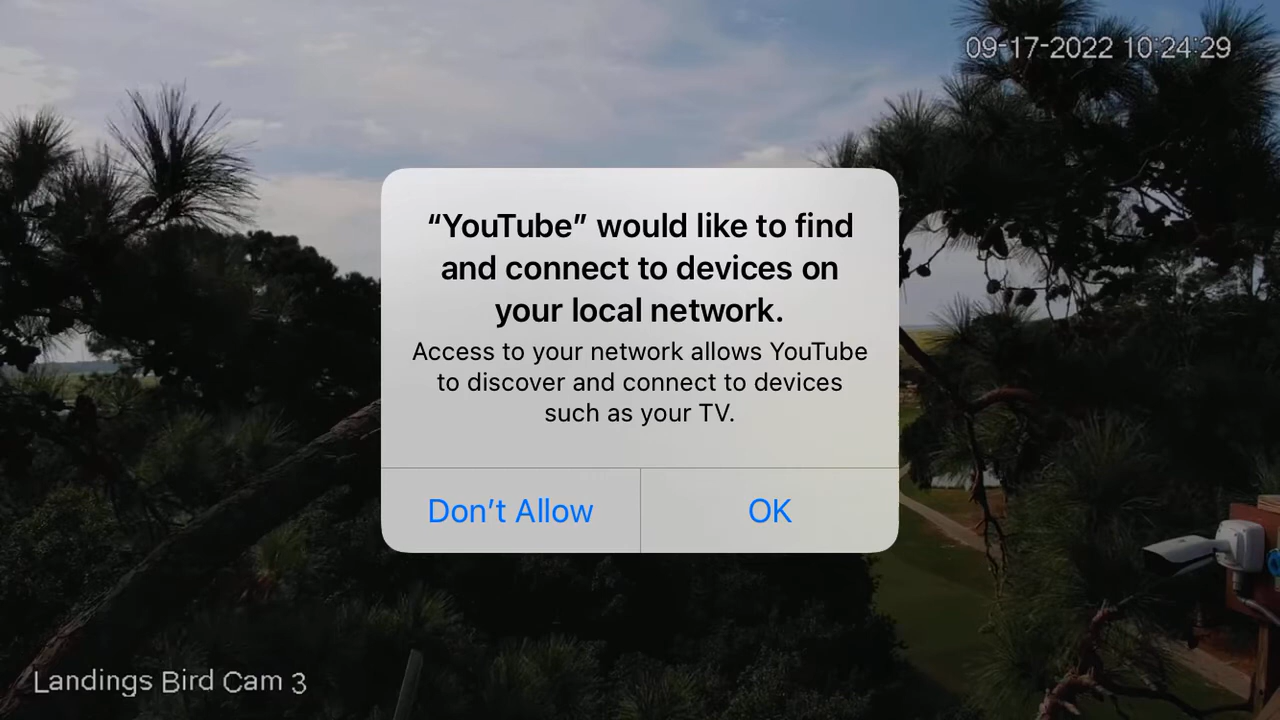 09-17-2022 10:24:29
“YouTube” would like to find
and connect to devices on
your local network.
Access to your network allows YouTube
to discover and connect to devices
such as your TV.
Don’t Allow
OK
Landings Bird Cam 3